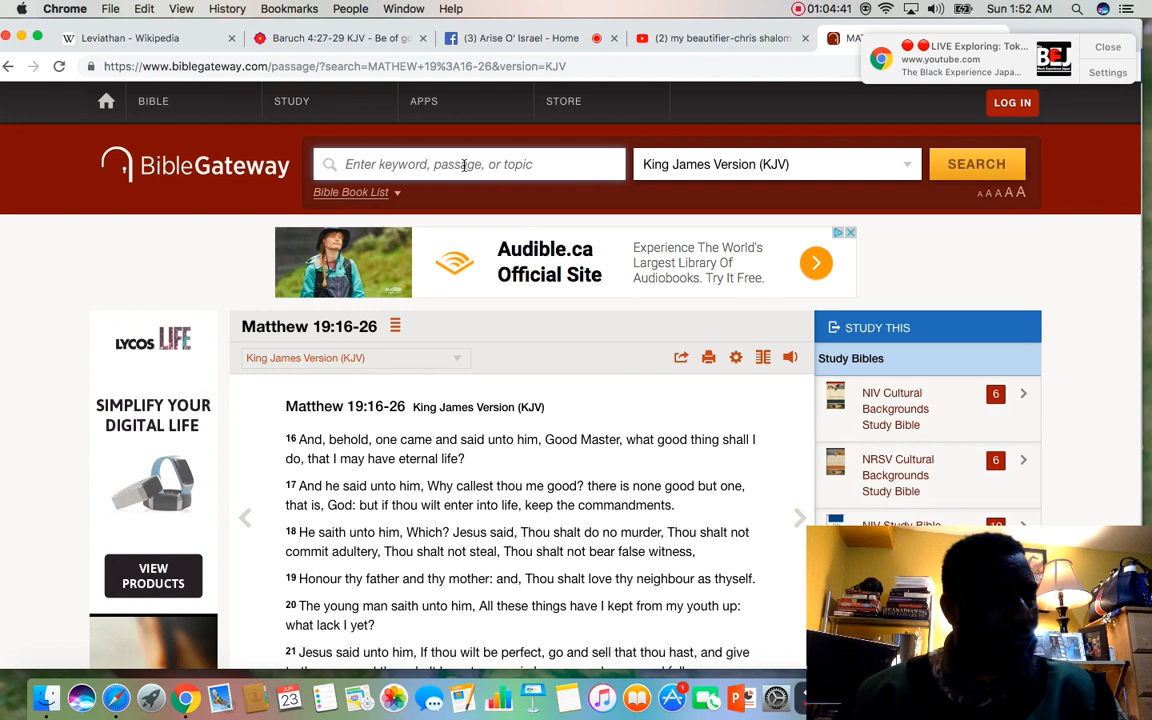 Chrome File Edit View History Bookmarks People Window Help 01:04:41 Sun 1:52 AM
Leviathan - Wikipedia × Baruch 4:27-29 KJV - Be of go × (3) Arise O' Israel - Home × (2) my beautifier-chris shalom ×
LIVE Exploring: Tok...
www.youtube.com
The Black Experience Japa...
Close
Settings
https://www.biblegateway.com/passage/?search=MATHEW+19%3A16-26&version=KJV
BIBLE STUDY APPS STORE LOG IN
BibleGateway
Enter keyword, passage, or topic King James Version (KJV) SEARCH
Bible Book List A A A A A
Audible.ca
Official Site
Experience The World's
Largest Library Of
Audiobooks. Try It Free.
LYCOS LIFE
SIMPLIFY YOUR
DIGITAL LIFE
VIEW
PRODUCTS
Matthew 19:16-26
King James Version (KJV)
Matthew 19:16-26 King James Version (KJV)
16 And, behold, one came and said unto him, Good Master, what good thing shall I
do, that I may have eternal life?
17 And he said unto him, Why callest thou me good? there is none good but one,
that is, God: but if thou wilt enter into life, keep the commandments.
18 He saith unto him, Which? Jesus said, Thou shalt do no murder, Thou shalt not
commit adultery, Thou shalt not steal, Thou shalt not bear false witness,
19 Honour thy father and thy mother: and, Thou shalt love thy neighbour as thyself.
20 The young man saith unto him, All these things have I kept from my youth up:
what lack I yet?
21 Jesus said unto him, If thou wilt be perfect, go and sell that thou hast, and give
STUDY THIS
Study Bibles
NIV Cultural
Backgrounds
Study Bible
6
NRSV Cultural
Backgrounds
Study Bible
6
NIV Study Bible
JUN
23
1